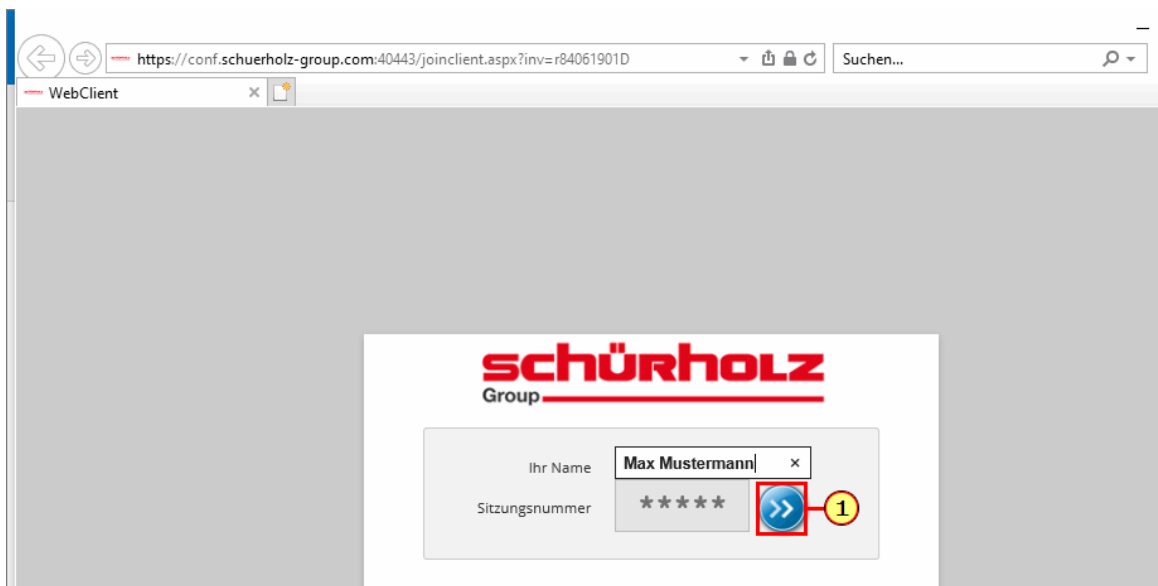 https://conf.schuerholz-group.com:40443/joinclient.aspx?inv=r84061901D
Suchen...
WebClient
schürholz
Group
Ihr Name
Max Mustermann
Sitzungsnummer
*****
1